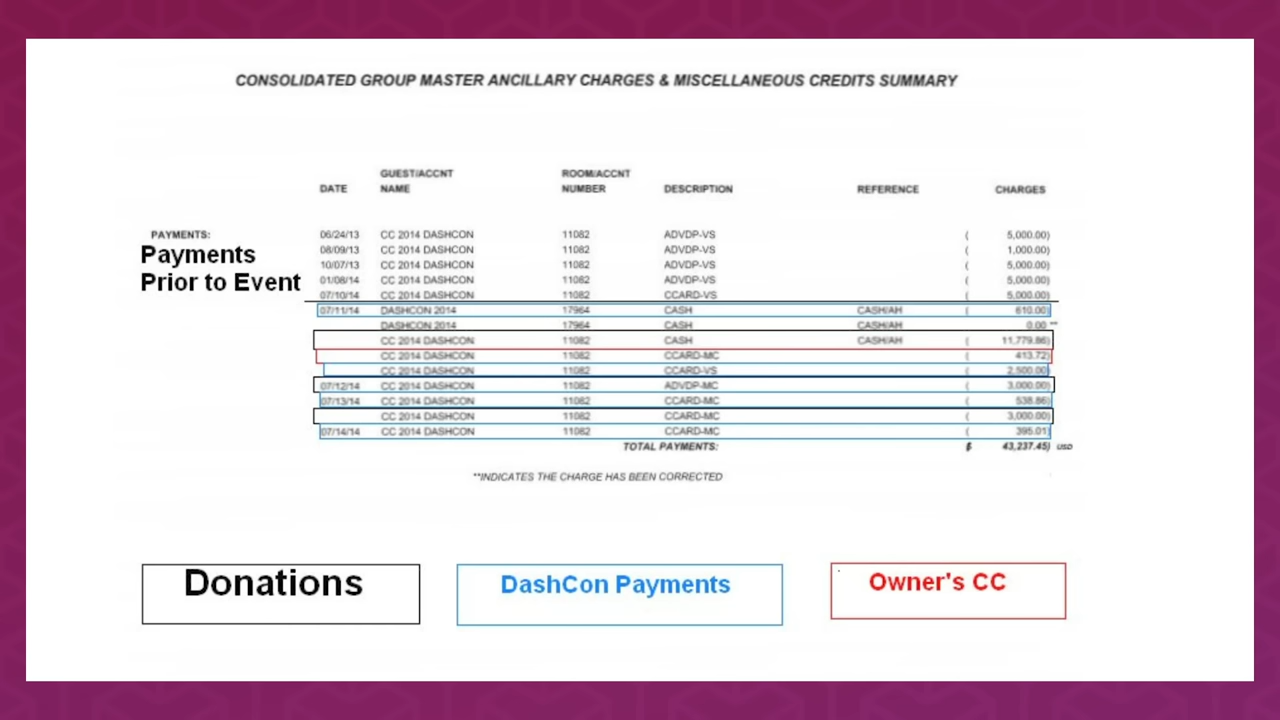 CONSOLIDATED GROUP MASTER ANCILLARY CHARGES & MISCELLANEOUS CREDITS SUMMARY
GUEST/ACCNT ROOM/ACCNT
DATE NAME NUMBER DESCRIPTION REFERENCE CHARGES
PAYMENTS: 06/24/13 CC 2014 DASHCON 11082 ADVDP-VS ( 5,000.00)
Payments 08/09/13 CC 2014 DASHCON 11082 ADVDP-VS ( 1,000.00)
10/07/13 CC 2014 DASHCON 11082 ADVDP-VS ( 5,000.00)
Prior to Event 01/08/14 CC 2014 DASHCON 11082 ADVDP-VS ( 5,000.00)
07/10/14 CC 2014 DASHCON 11082 CCARD-VS ( 5,000.00)
07/11/14 DASHCON 2014 17964 CASH CASH/AH ( 610.00)
DASHCON 2014 17964 CASH CASH/AH 0.00 **
CC 2014 DASHCON 11082 CASH CASH/AH ( 11,779.86)
CC 2014 DASHCON 11082 CCARD-MC ( 413.72)
CC 2014 DASHCON 11082 CCARD-VS ( 2,500.00)
07/12/14 CC 2014 DASHCON 11082 ADVDP-MC ( 3,000.00)
07/13/14 CC 2014 DASHCON 11082 CCARD-MC ( 538.86)
CC 2014 DASHCON 11082 CCARD-MC ( 3,000.00)
07/14/14 CC 2014 DASHCON 11082 CCARD-MC ( 395.01)
TOTAL PAYMENTS: $ 43,237.45) USD
**INDICATES THE CHARGE HAS BEEN CORRECTED
Donations DashCon Payments Owner's CC